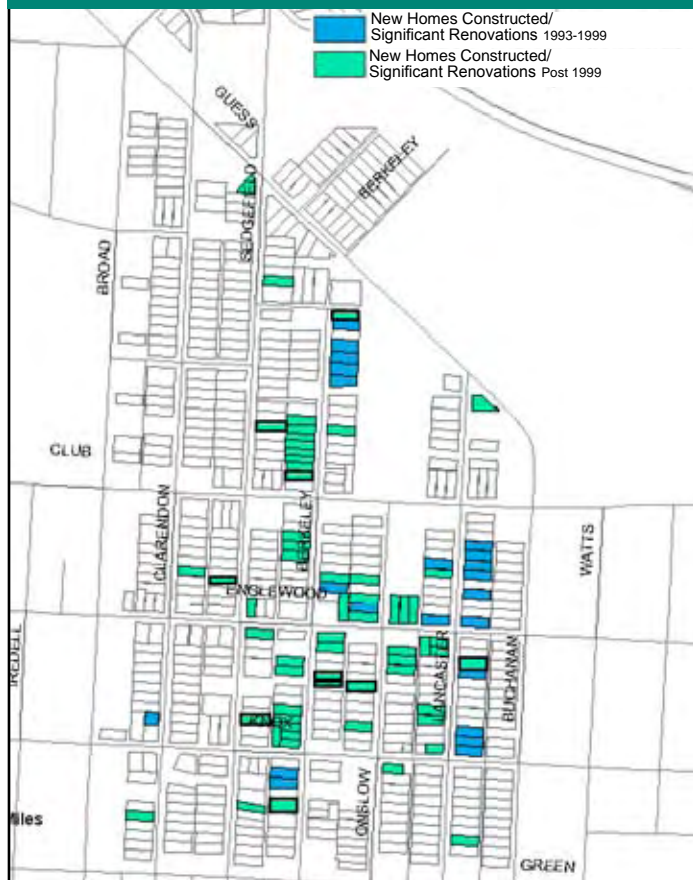 New Homes Constructed/
Significant Renovations 1993-1999
New Homes Constructed/
Significant Renovations Post 1999
GUESS
BERKELEY
SEDGEFIELD
BROAD
CLUB
CLARENDON
BERKELEY
WATTS
ENGLEWOOD
IREDELL
LANCASTER
BUCHANAN
KNOX
ONSLOW
Miles
GREEN